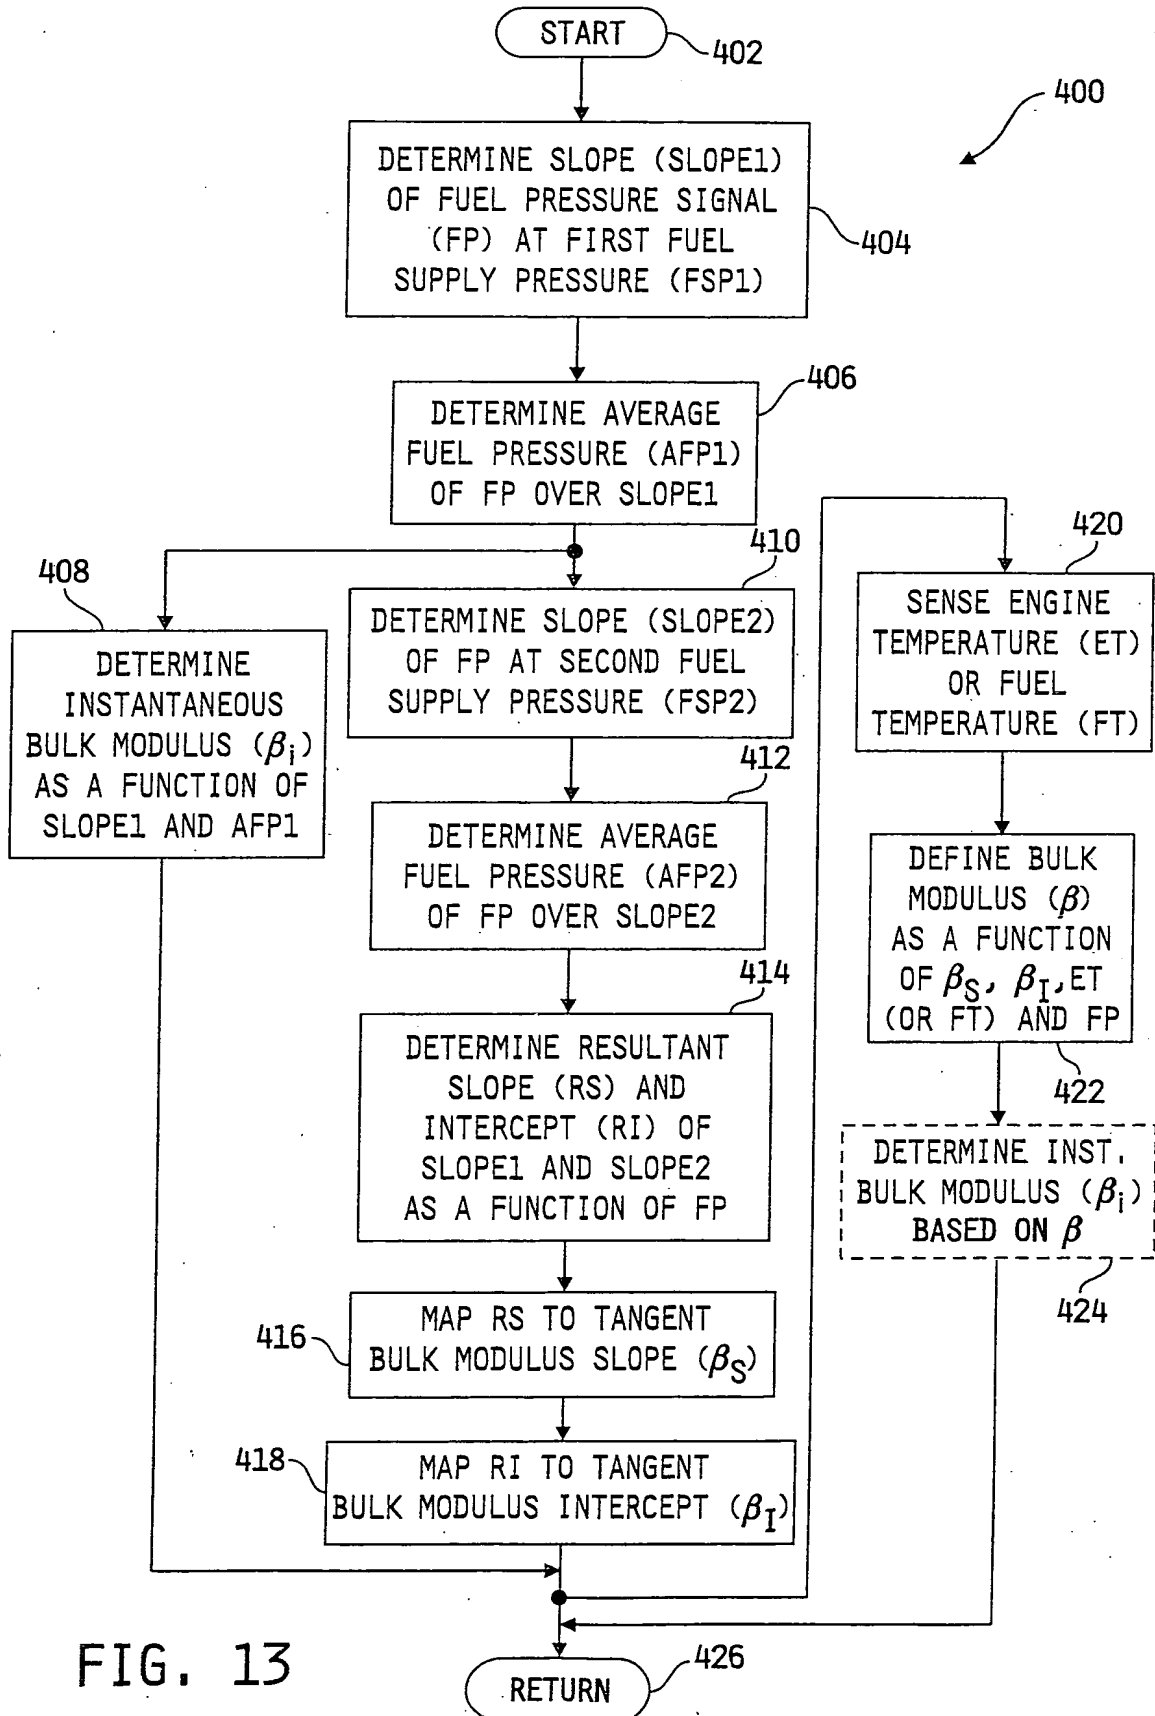 START
402
400
DETERMINE SLOPE (SLOPE1)
OF FUEL PRESSURE SIGNAL
(FP) AT FIRST FUEL
SUPPLY PRESSURE (FSP1)
404
406
DETERMINE AVERAGE
FUEL PRESSURE (AFP1)
OF FP OVER SLOPE1
408
DETERMINE
INSTANTANEOUS
BULK MODULUS (βi)
AS A FUNCTION OF
SLOPE1 AND AFP1
410
DETERMINE SLOPE (SLOPE2)
OF FP AT SECOND FUEL
SUPPLY PRESSURE (FSP2)
412
DETERMINE AVERAGE
FUEL PRESSURE (AFP2)
OF FP OVER SLOPE2
414
DETERMINE RESULTANT
SLOPE (RS) AND
INTERCEPT (RI) OF
SLOPE1 AND SLOPE2
AS A FUNCTION OF FP
416
MAP RS TO TANGENT
BULK MODULUS SLOPE (βS)
418
MAP RI TO TANGENT
BULK MODULUS INTERCEPT (βI)
420
SENSE ENGINE
TEMPERATURE (ET)
OR FUEL
TEMPERATURE (FT)
DEFINE BULK
MODULUS (β)
AS A FUNCTION
OF βS, βI, ET
(OR FT) AND FP
422
DETERMINE INST.
BULK MODULUS (βi)
BASED ON β
424
RETURN
426
FIG. 13